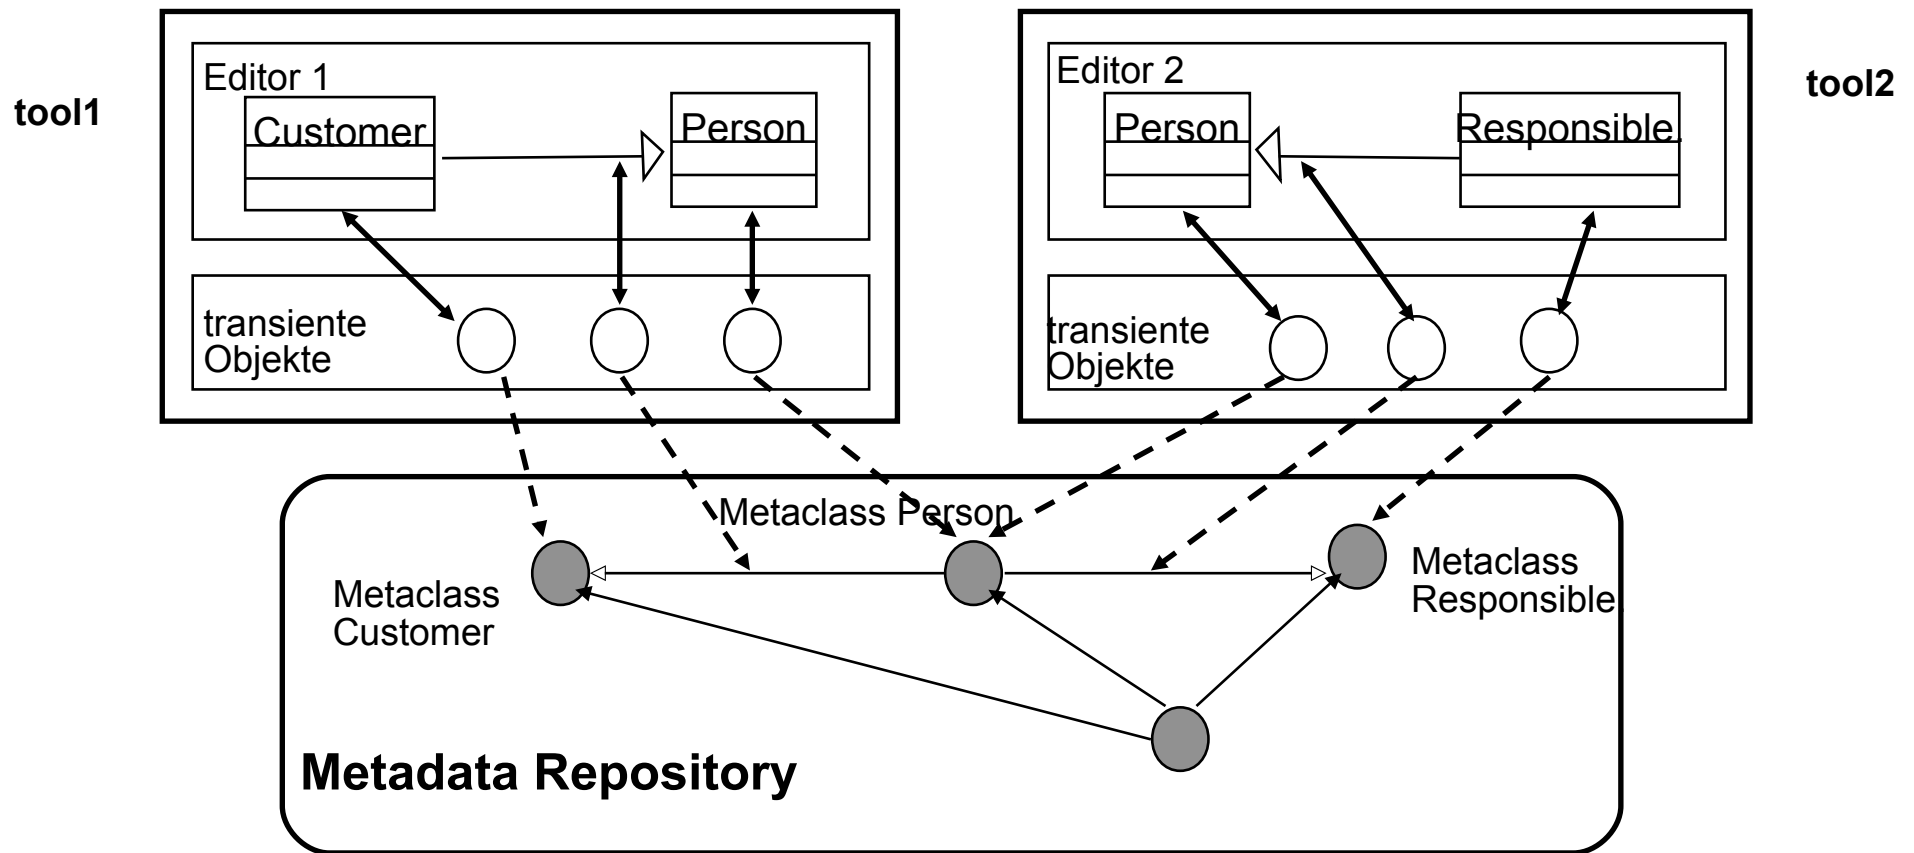 tool1
Editor 1
Customer
Person
transiente
Objekte
Editor 2
Person
Responsible.
transiente
Objekte
tool2
Metaclass Person
Metaclass
Customer
Metaclass
Responsible.
Metadata Repository